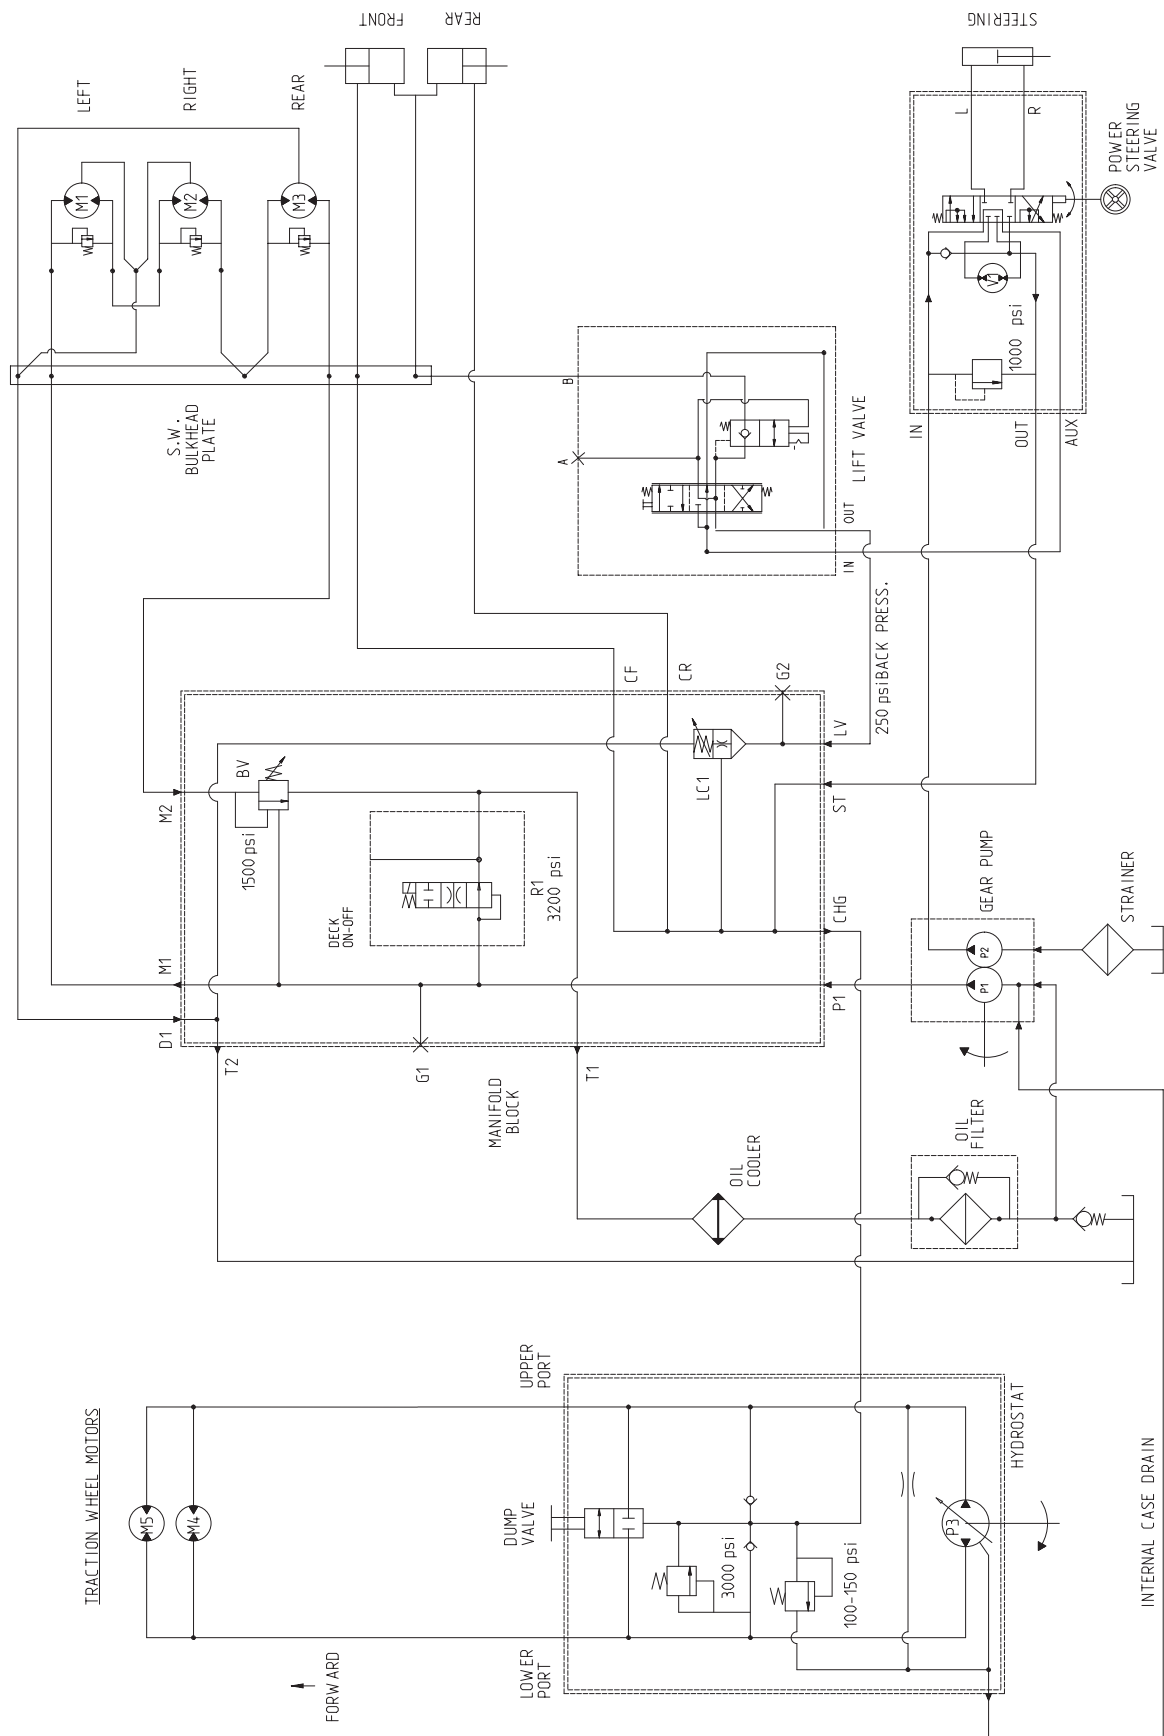 FRONT
REAR
STEERING
LEFT
RIGHT
REAR
M1
M2
M3
S.W.
BULKHEAD
PLATE
L
R
POWER
STEERING
VALVE
V1
1000 psi
IN
OUT
AUX
B
A
LIFT VALVE
OUT
IN
250 psiBACK PRESS.
CF
CR
G2
LV
LC1
ST
CHG
M2
BV
1500 psi
DECK
ON-OFF
R1
3200 psi
M1
D1
T2
G1
T1
P1
MANIFOLD
BLOCK
GEAR PUMP
P2
P1
STRAINER
OIL
COOLER
OIL
FILTER
TRACTION WHEEL MOTORS
M5
M4
UPPER
PORT
DUMP
VALVE
3000 psi
100-150 psi
P3
HYDROSTAT
LOWER
PORT
FORWARD
INTERNAL CASE DRAIN